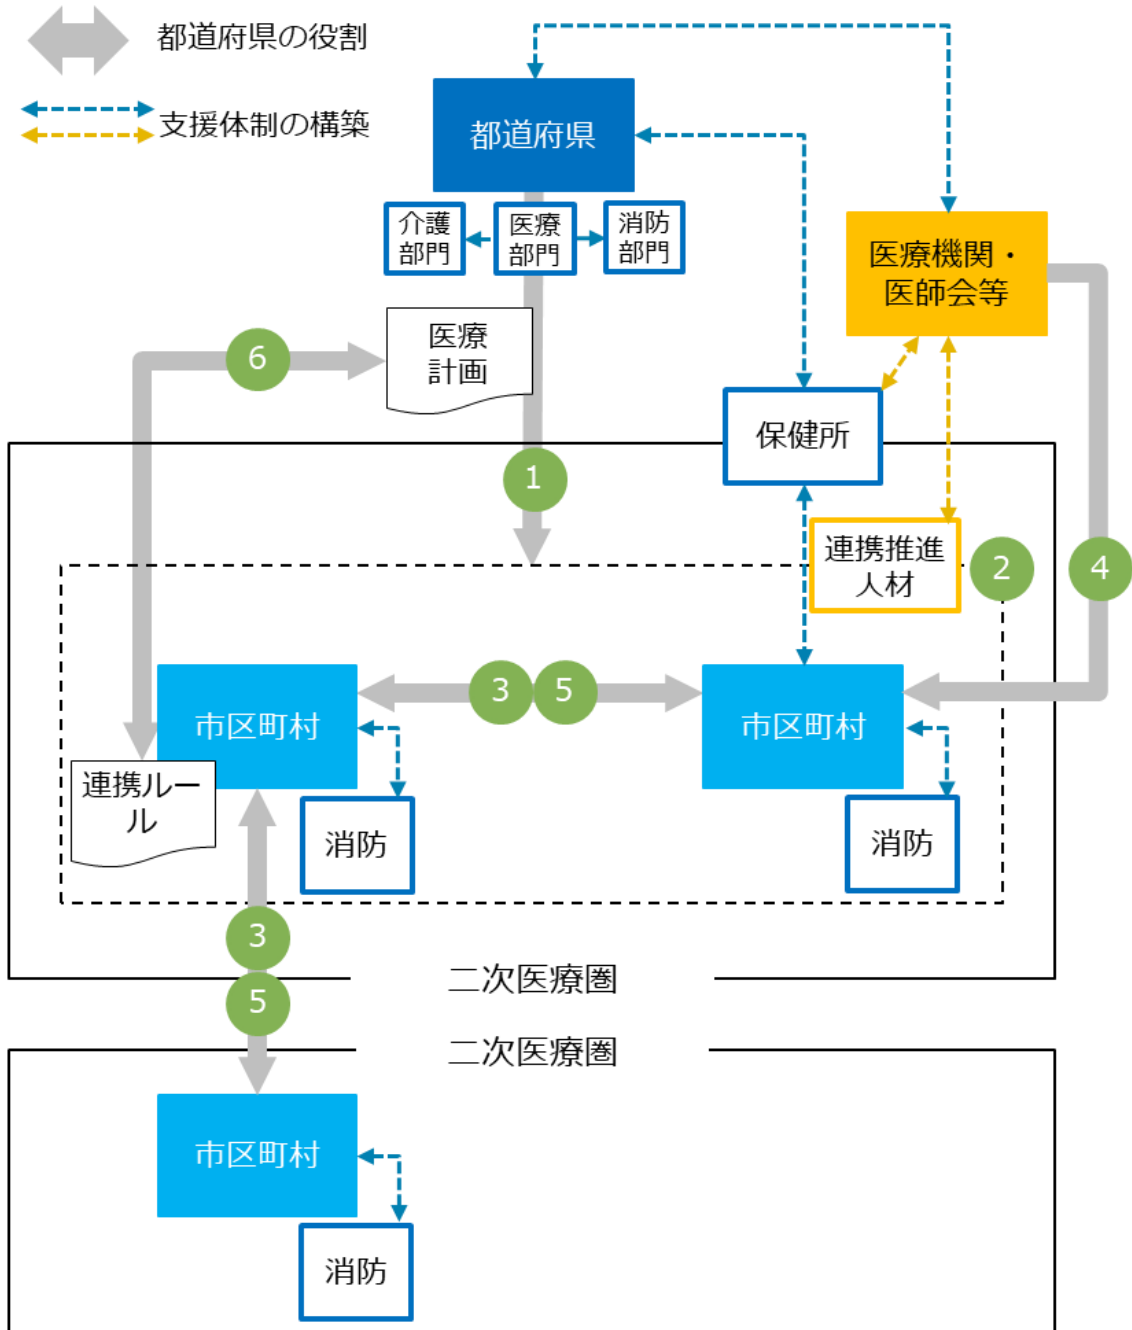 都道府県の役割
支援体制の構築
都道府県
介護
部門
医療
部門
消防
部門
医療機関・
医師会等
6
医療
計画
保健所
1
連携推進
人材
2
4
市区町村
3
5
市区町村
連携ルー
ル
消防
消防
3
二次医療圏
5
二次医療圏
市区町村
消防